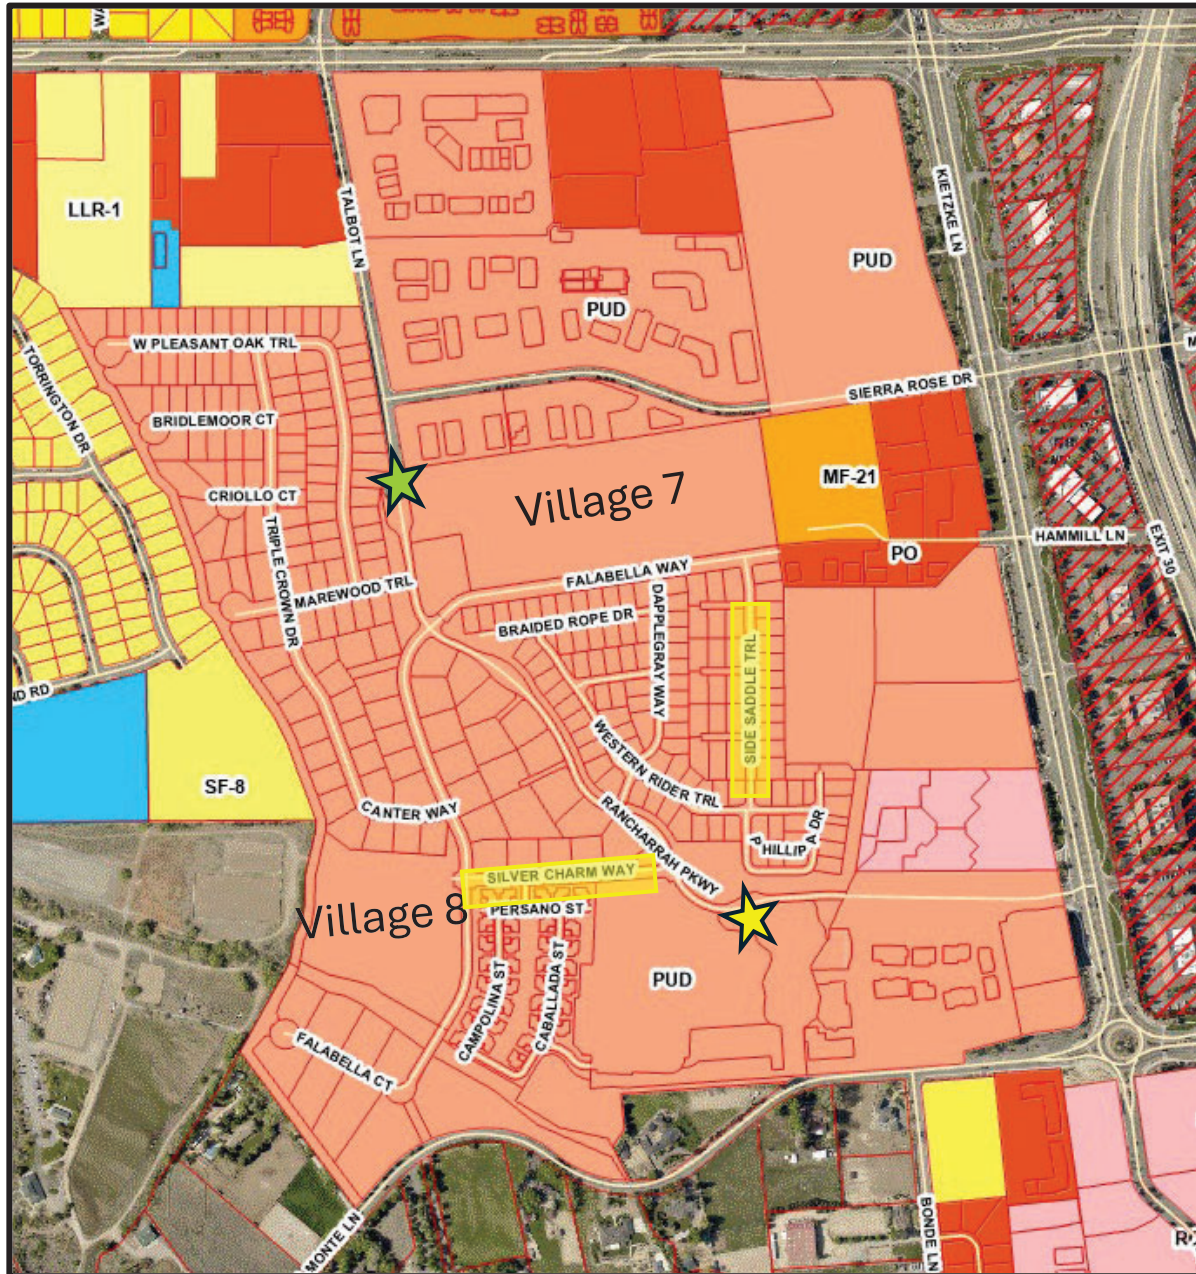 WA
LLR-1
TALBOT LN
KIETZKE LN
PUD
PUD
W PLEASANT OAK TRL
TORRINGTON DR
BRIDLEMOOR CT
SIERRA ROSE DR
M
CRIOLLO CT
Village 7
MF-21
TRIPLE CROWN DR
HAMMILL LN
EXIT 30
PO
MAREWOOD TRL
FALABELLA WAY
BRAIDED ROPE DR
DAPPLEGRAY WAY
SIDE SADDLE TRL
ND RD
SF-8
WESTERN RIDER TRL
CANTER WAY
RANCHARRAH PKWY
PHILLIPA DR
SILVER CHARM WAY
Village 8
PERSANO ST
PUD
CAMPOLINA ST
CABALLADA ST
FALABELLA CT
MONTE LN
BONDE LN